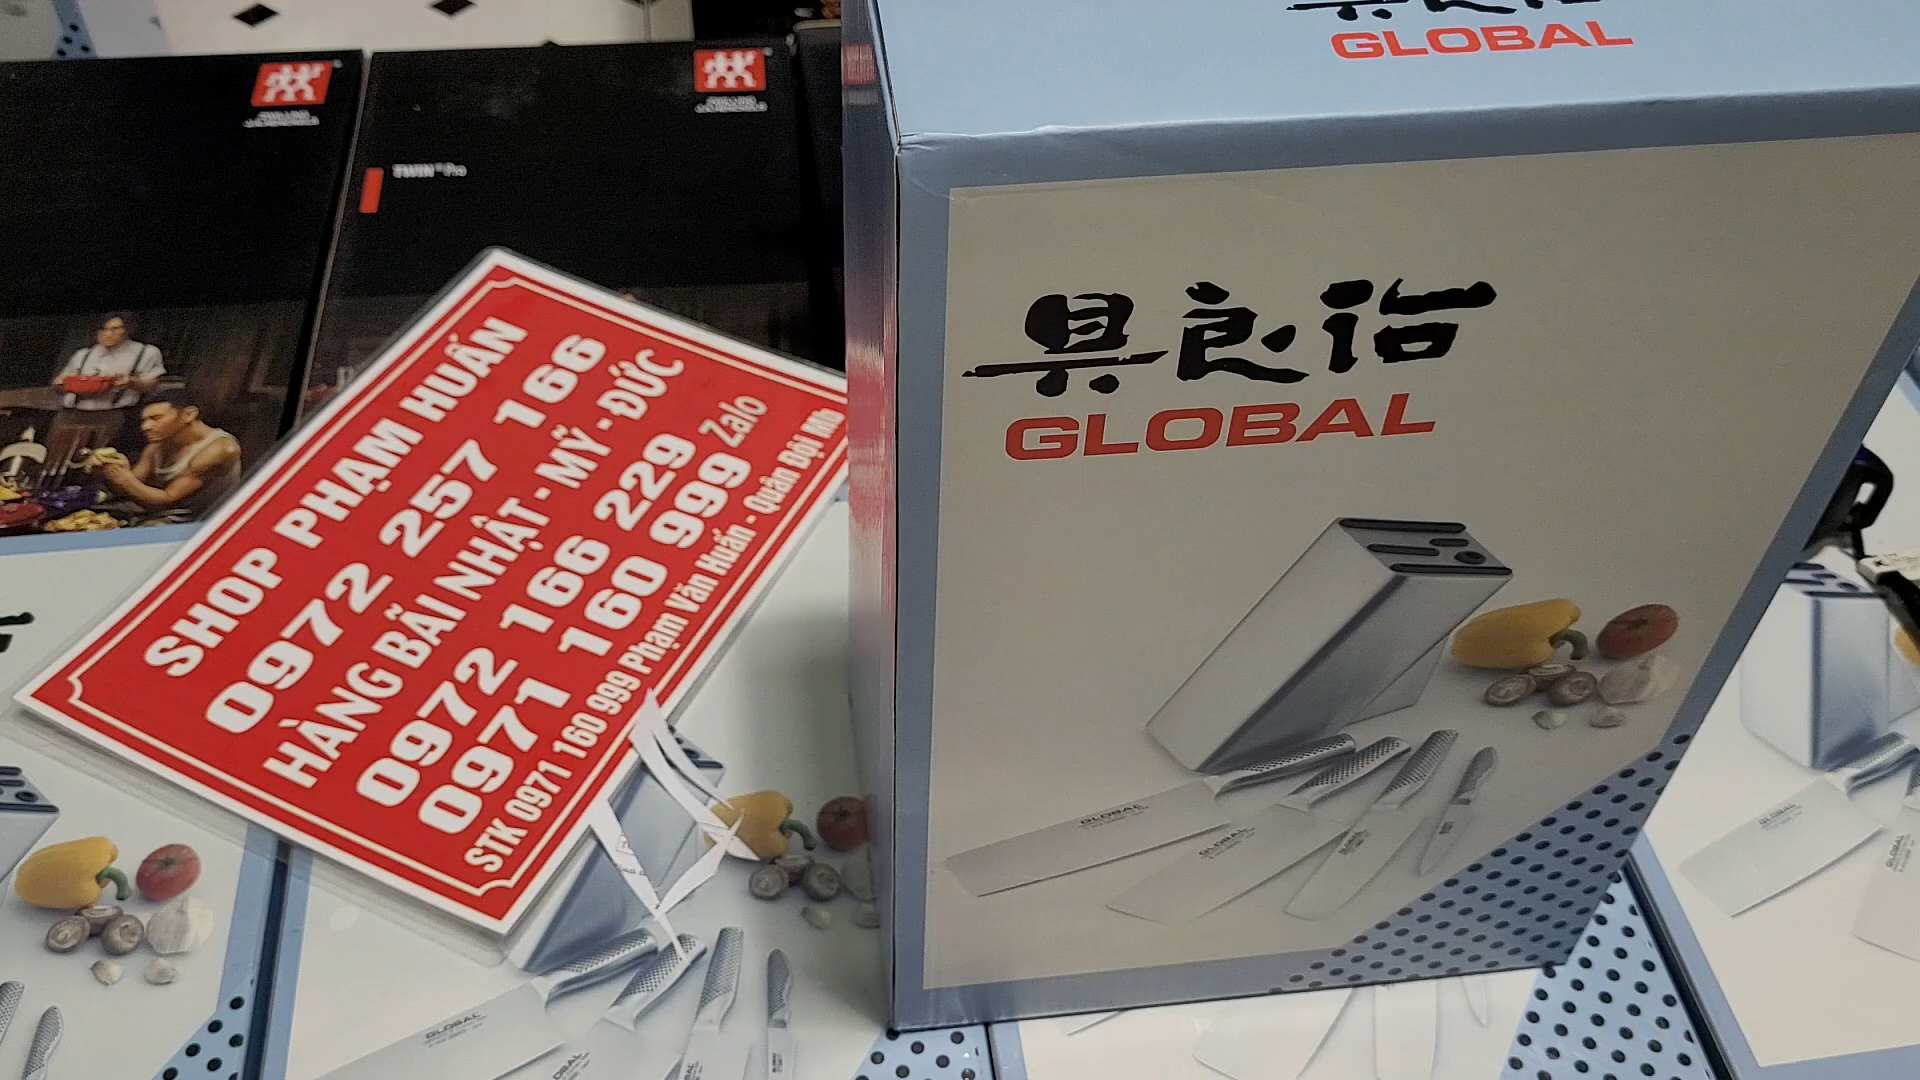 GLOBAL
TWIN® Pro
SHOP PHẠM HUẤN
0972 257 166
HÀNG BÃI NHẬT - MỸ - ĐỨC
0972 166 229
0971 160 999 Zalo
STK 0971 160 999 Phạm Văn Huấn - Quân Đội Mb
具良治
GLOBAL
GLOBAL
GLOBAL
GLOBAL
GLOBAL
GLOBAL
GLOBAL